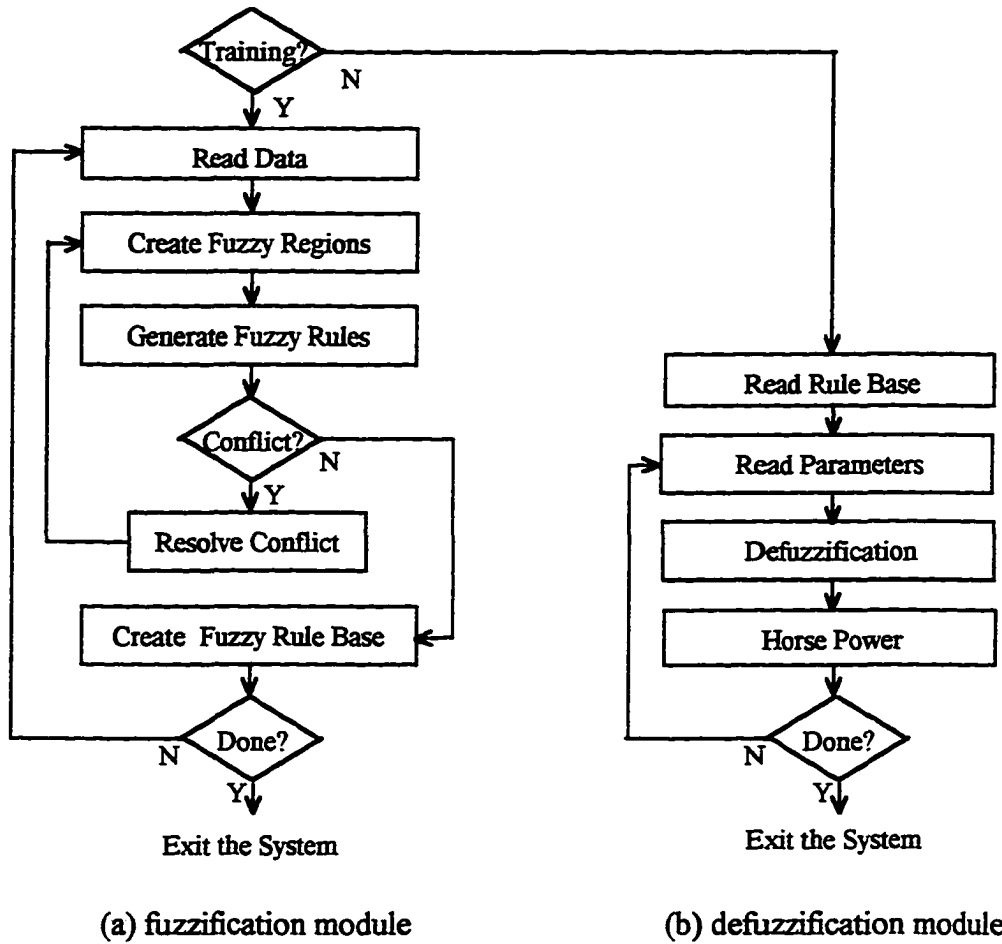 Training?
N
Y
Read Data
Create Fuzzy Regions
Generate Fuzzy Rules
Conflict?
N
Y
Resolve Conflict
Create Fuzzy Rule Base
Done?
N
Y
Exit the System
(a) fuzzification module
Read Rule Base
Read Parameters
Defuzzification
Horse Power
Done?
N
Y
Exit the System
(b) defuzzification module